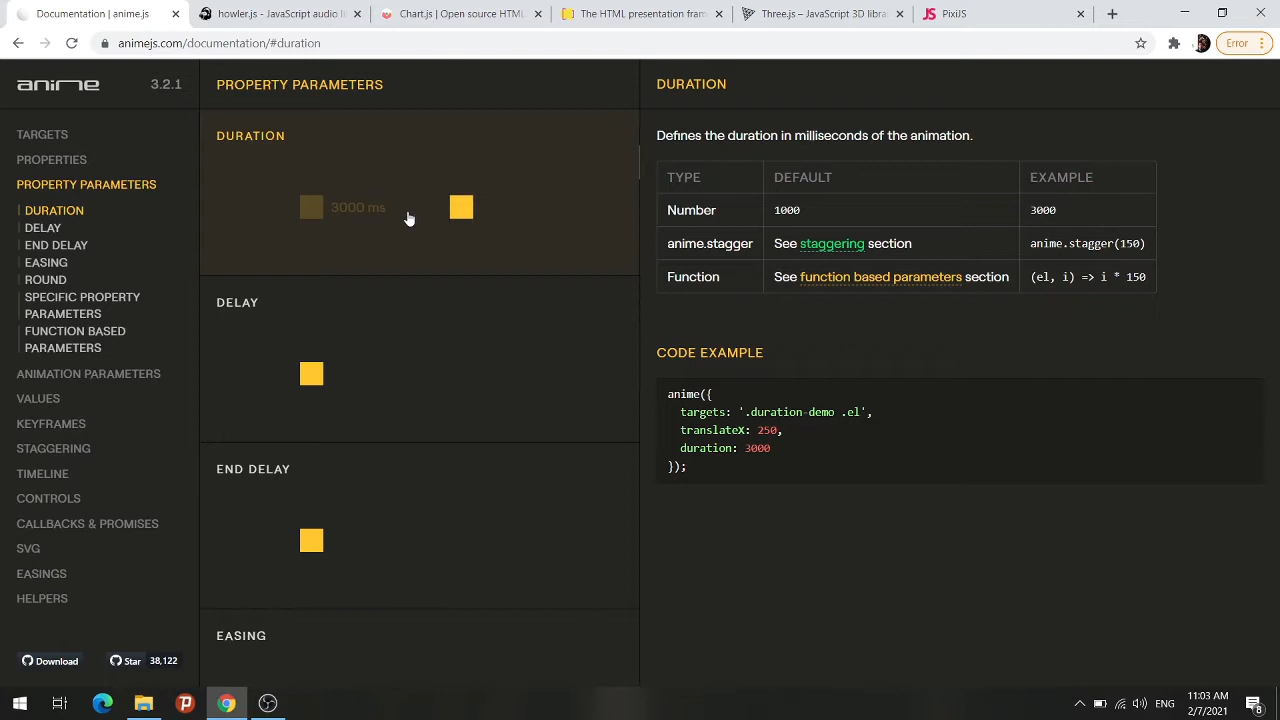 Documentation | anime.js
howler.js - JavaScript audio li
Chart.js | Open source HTML
The HTML presentation fram
Three.js – JavaScript 3D libra
PixiJS
animejs.com/documentation/#duration
Error
anime
3.2.1
TARGETS
PROPERTIES
PROPERTY PARAMETERS
DURATION
DELAY
END DELAY
EASING
ROUND
SPECIFIC PROPERTY
PARAMETERS
FUNCTION BASED
PARAMETERS
ANIMATION PARAMETERS
VALUES
KEYFRAMES
STAGGERING
TIMELINE
CONTROLS
CALLBACKS & PROMISES
SVG
EASINGS
HELPERS
Download
Star 38,122
PROPERTY PARAMETERS
DURATION
3000 ms
DELAY
END DELAY
EASING
DURATION
Defines the duration in milliseconds of the animation.
TYPE DEFAULT EXAMPLE
Number 1000 3000
anime.stagger See staggering section anime.stagger(150)
Function See function based parameters section (el, i) => i * 150
CODE EXAMPLE
anime({
targets: '.duration-demo .el',
translateX: 250,
duration: 3000
});
ENG
11:03 AM
2/7/2021
6